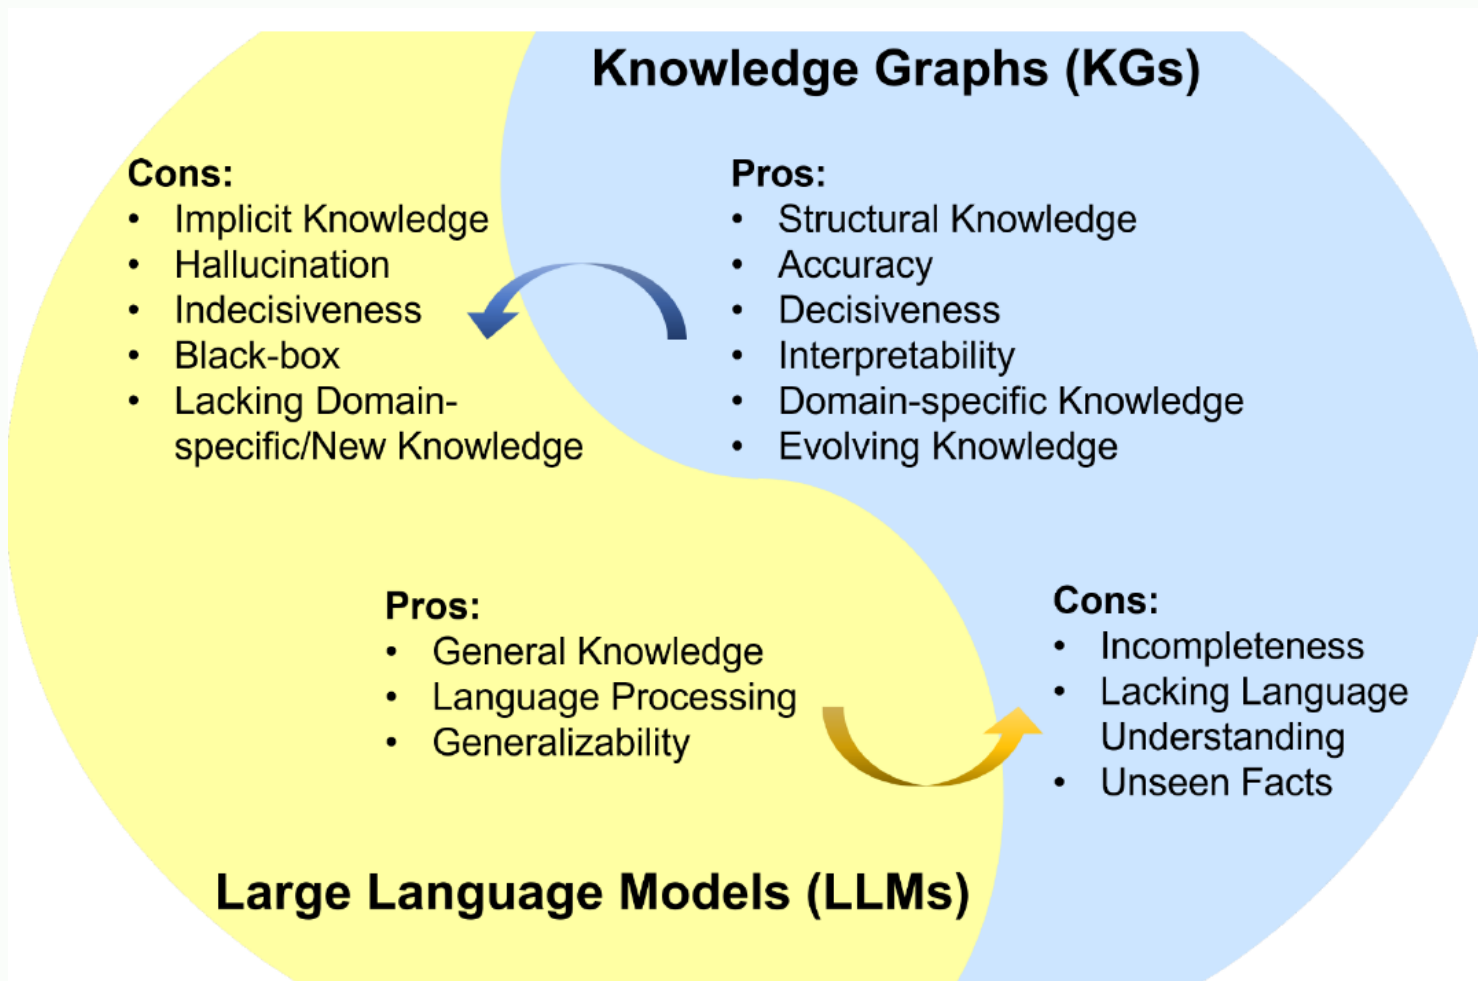 Knowledge Graphs (KGs)
Cons:
• Implicit Knowledge
• Hallucination
• Indecisiveness
• Black-box
• Lacking Domain-
specific/New Knowledge
Pros:
• Structural Knowledge
• Accuracy
• Decisiveness
• Interpretability
• Domain-specific Knowledge
• Evolving Knowledge
Pros:
• General Knowledge
• Language Processing
• Generalizability
Cons:
• Incompleteness
• Lacking Language
Understanding
• Unseen Facts
Large Language Models (LLMs)